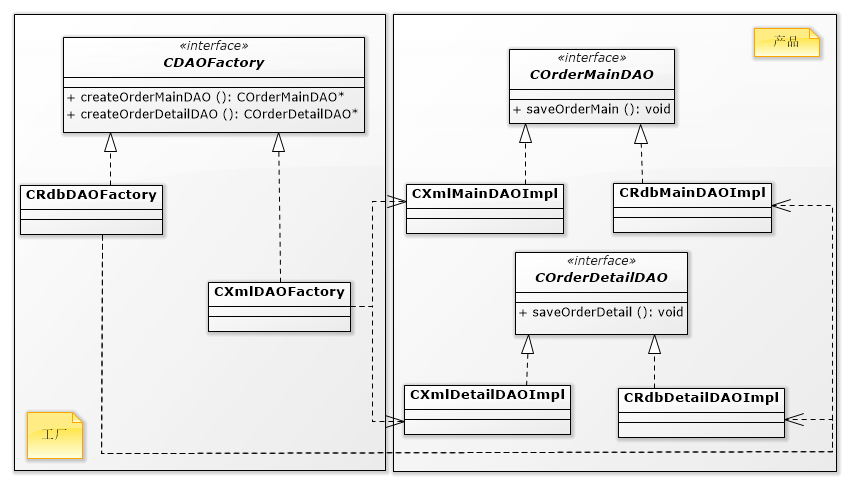 «interface»
CDAOFactory
+ createOrderMainDAO (): COrderMainDAO*
+ createOrderDetailDAO (): COrderDetailDAO*
CRdbDAOFactory
CXmlDAOFactory
工厂
产品
«interface»
COrderMainDAO
+ saveOrderMain (): void
CXmlMainDAOImpl
CRdbMainDAOImpl
«interface»
COrderDetailDAO
+ saveOrderDetail (): void
CXmlDetailDAOImpl
CRdbDetailDAOImpl